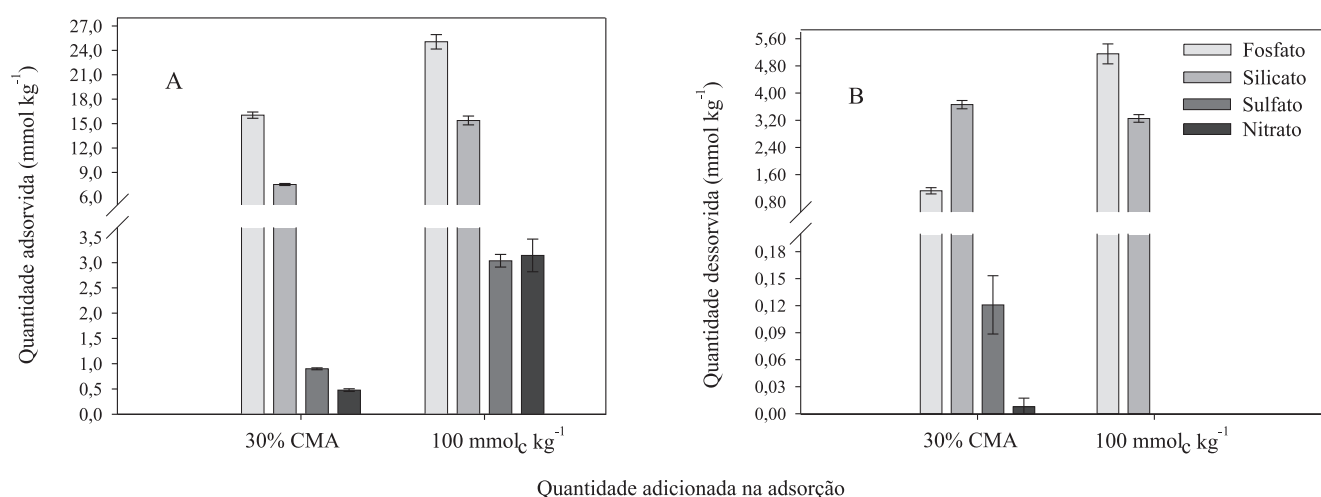 A
Quantidade adsorvida (mmol kg⁻¹)
27,0
24,0
21,0
18,0
15,0
12,0
9,0
6,0
3,5
3,0
2,5
2,0
1,5
1,0
0,5
0,0
30% CMA
100 mmolc kg⁻¹
B
Quantidade dessorvida (mmol kg⁻¹)
5,60
4,80
4,00
3,20
2,40
1,60
0,80
0,18
0,15
0,12
0,09
0,06
0,03
0,00
Fosfato
Silicato
Sulfato
Nitrato
30% CMA
100 mmolc kg⁻¹
Quantidade adicionada na adsorção